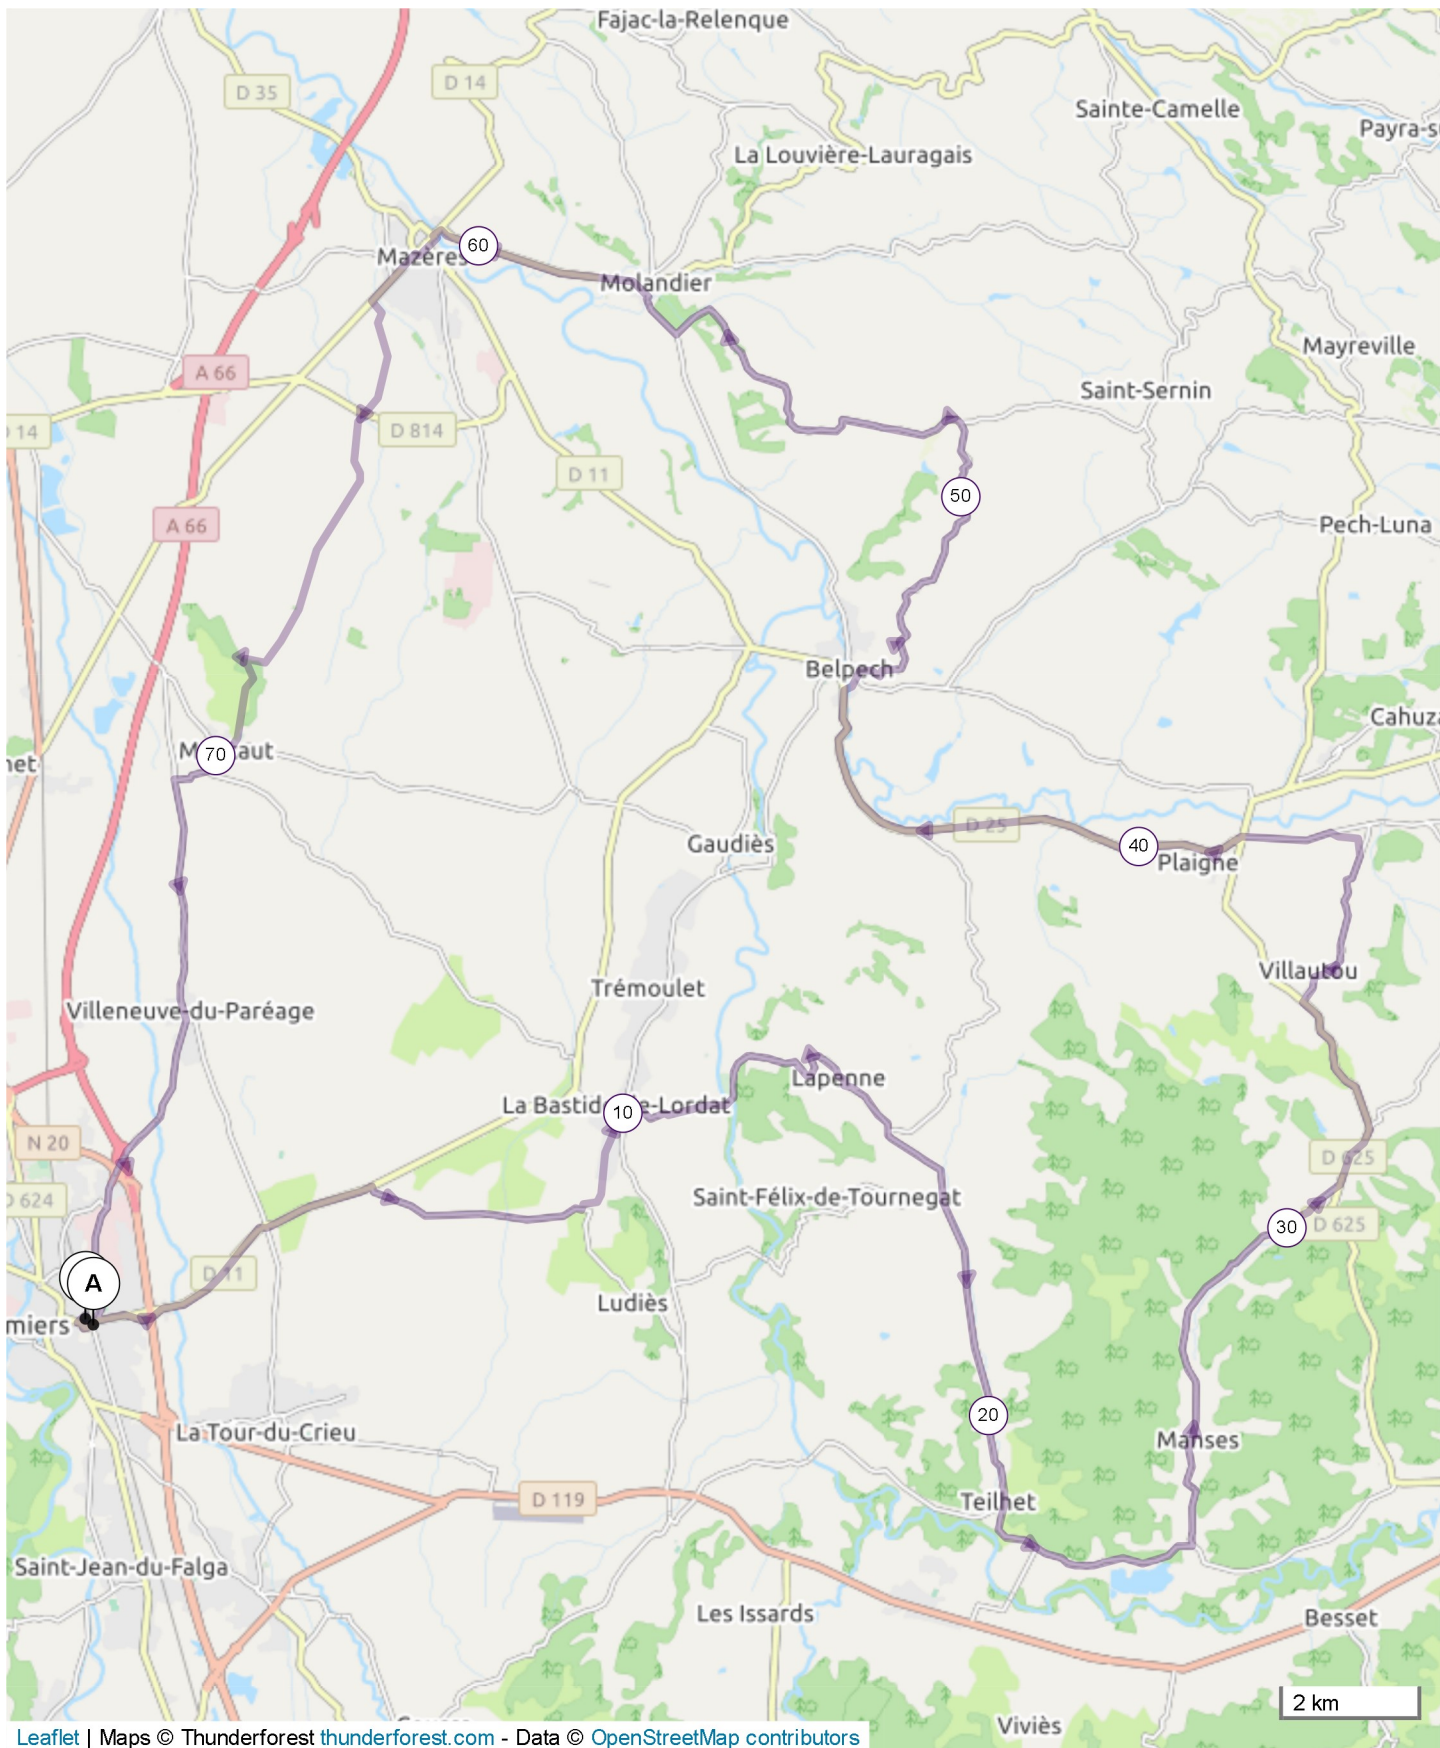 Fajac-la-Relenque
D 35
D 14
Sainte-Camelle
Payra-s
La Louvière-Lauragais
60
Mazères
Molandier
A 66
Mayreville
Saint-Sernin
D 14
D 814
D 11
50
A 66
Pech-Luna
Belpech
Cahuz
70
net
D 25
Gaudiès
40
Plaigne
Villautou
Trémoulet
Villeneuve-du-Paréage
Lapenne
La Bastid
10
e-Lordat
N 20
D 625
D 624
Saint-Félix-de-Tournegat
30
D 625
D 11
A
Ludiès
miers
20
La Tour-du-Crieu
Manses
D 119
Teilhet
Saint-Jean-du-Falga
Les Issards
Besset
2 km
Viviès
Leaflet | Maps © Thunderforest thunderforest.com - Data © OpenStreetMap contributors